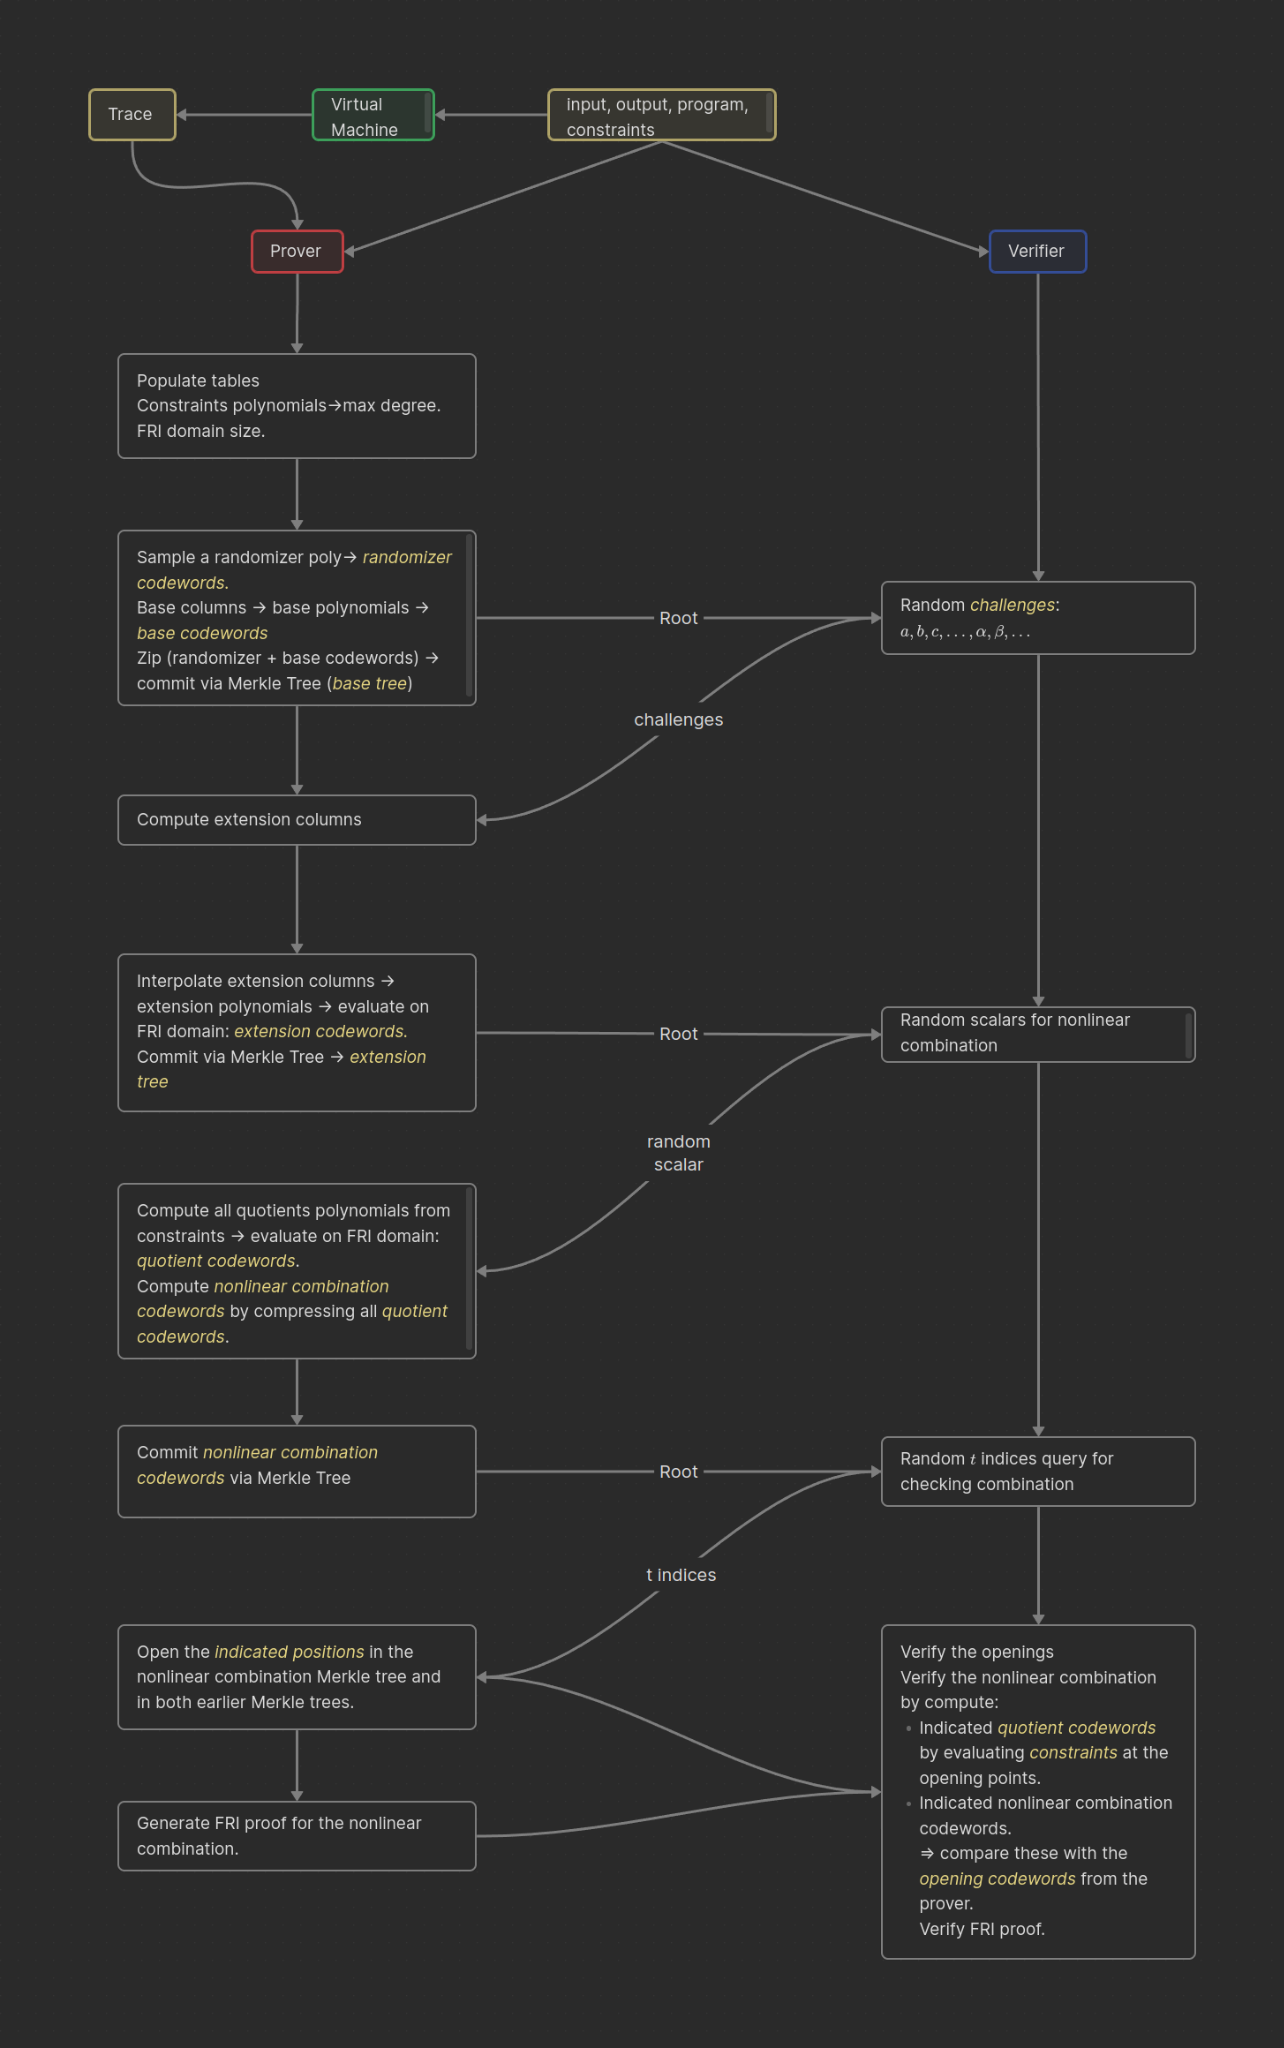 Trace
Virtual
Machine
input, output, program,
constraints
Prover
Verifier
Populate tables
Constraints polynomials→max degree.
FRI domain size.
Sample a randomizer poly→ randomizer
codewords.
Base columns → base polynomials →
base codewords
Zip (randomizer + base codewords) →
commit via Merkle Tree (base tree)
Root
Random challenges:
a, b, c, . . . , α, β, . . .
challenges
Compute extension columns
Interpolate extension columns →
extension polynomials → evaluate on
FRI domain: extension codewords.
Commit via Merkle Tree → extension
tree
Root
Random scalars for nonlinear
combination
random
scalar
Compute all quotients polynomials from
constraints → evaluate on FRI domain:
quotient codewords.
Compute nonlinear combination
codewords by compressing all quotient
codewords.
Commit nonlinear combination
codewords via Merkle Tree
Root
Random t indices query for
checking combination
t indices
Open the indicated positions in the
nonlinear combination Merkle tree and
in both earlier Merkle trees.
Generate FRI proof for the nonlinear
combination.
Verify the openings
Verify the nonlinear combination
by compute:
• Indicated quotient codewords
by evaluating constraints at the
opening points.
• Indicated nonlinear combination
codewords.
⇒ compare these with the
opening codewords from the
prover.
Verify FRI proof.